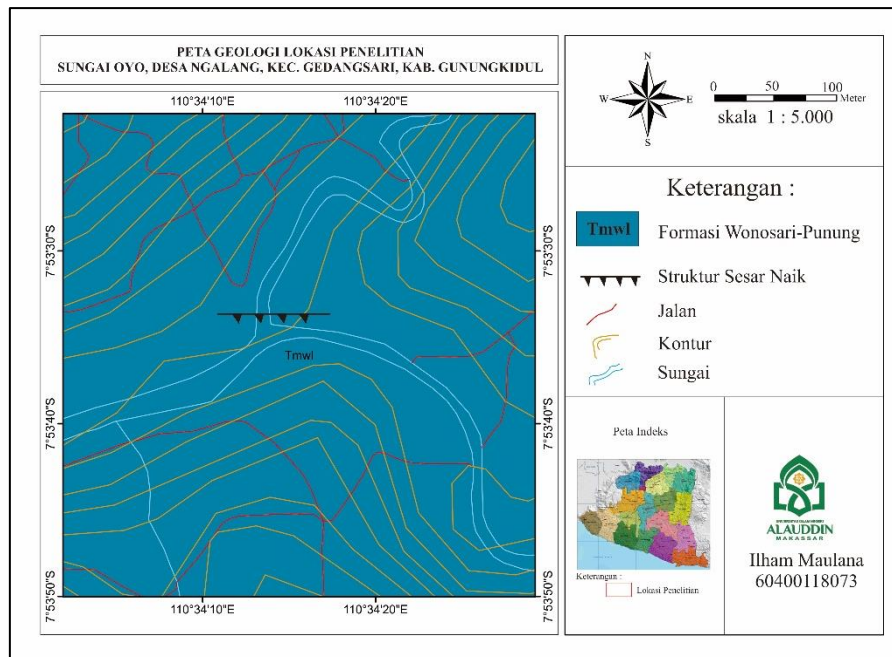 PETA GEOLOGI LOKASI PENELITIAN
SUNGAI OYO, DESA NGALANG, KEC. GEDANGSARI, KAB. GUNUNGKIDUL
110°34'10"E 110°34'20"E
7°53'30"S
7°53'40"S
7°53'50"S
Tmwl
7°53'30"S
7°53'40"S
7°53'50"S
110°34'10"E 110°34'20"E
N
W E
S
0 50 100
Meter
skala 1 : 5.000
Keterangan :
Tmwl Formasi Wonosari-Punung
Struktur Sesar Naik
Jalan
Kontur
Sungai
Peta Indeks
Keterangan :
Lokasi Penelitian
UNIVERSITAS ISLAM NEGERI
ALAUDDIN
MAKASSAR
Ilham Maulana
60400118073